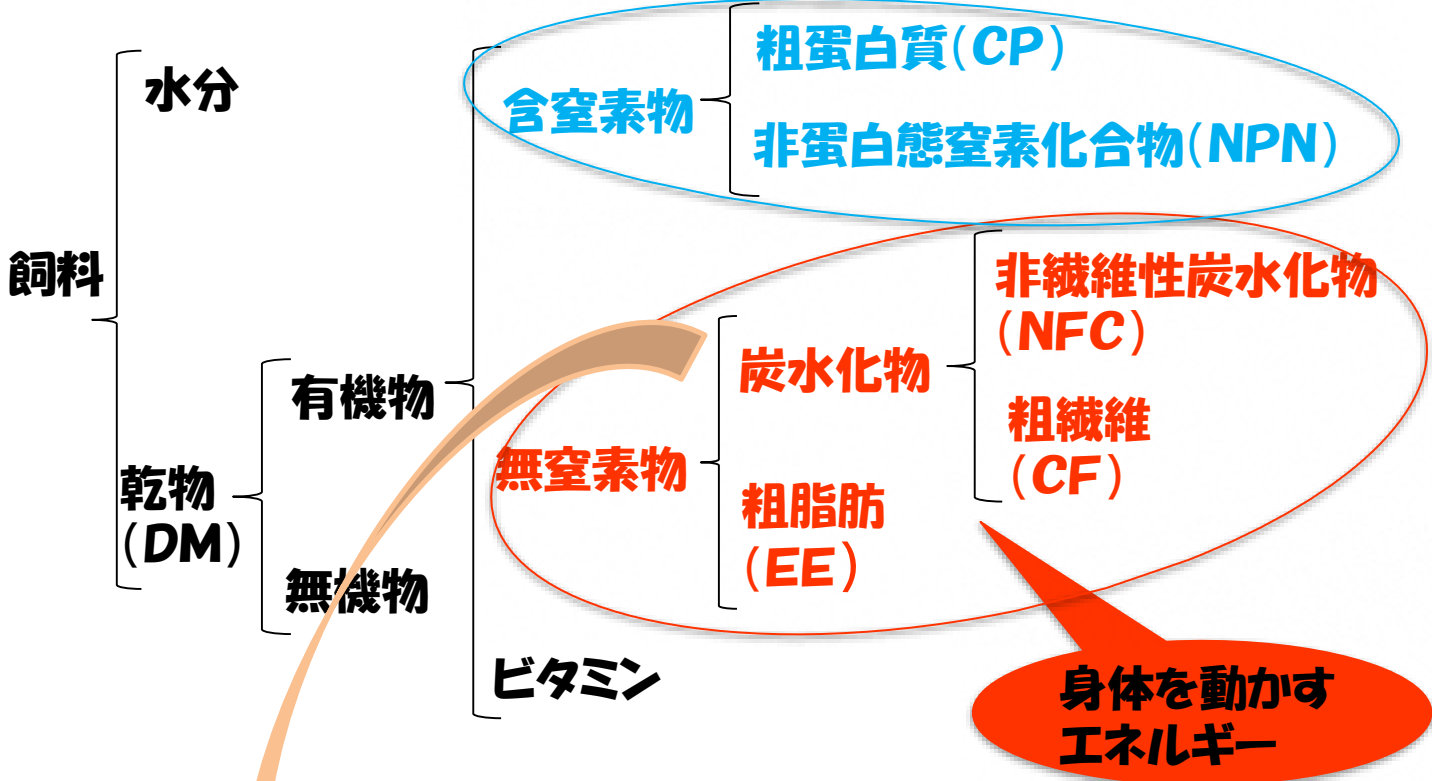 飼料
水分
乾物
(DM)
有機物
無機物
含窒素物
粗蛋白質(CP)
非蛋白態窒素化合物(NPN)
無窒素物
炭水化物
非繊維性炭水化物
(NFC)
粗繊維
(CF)
粗脂肪
(EE)
ビタミン
身体を動かす
エネルギー